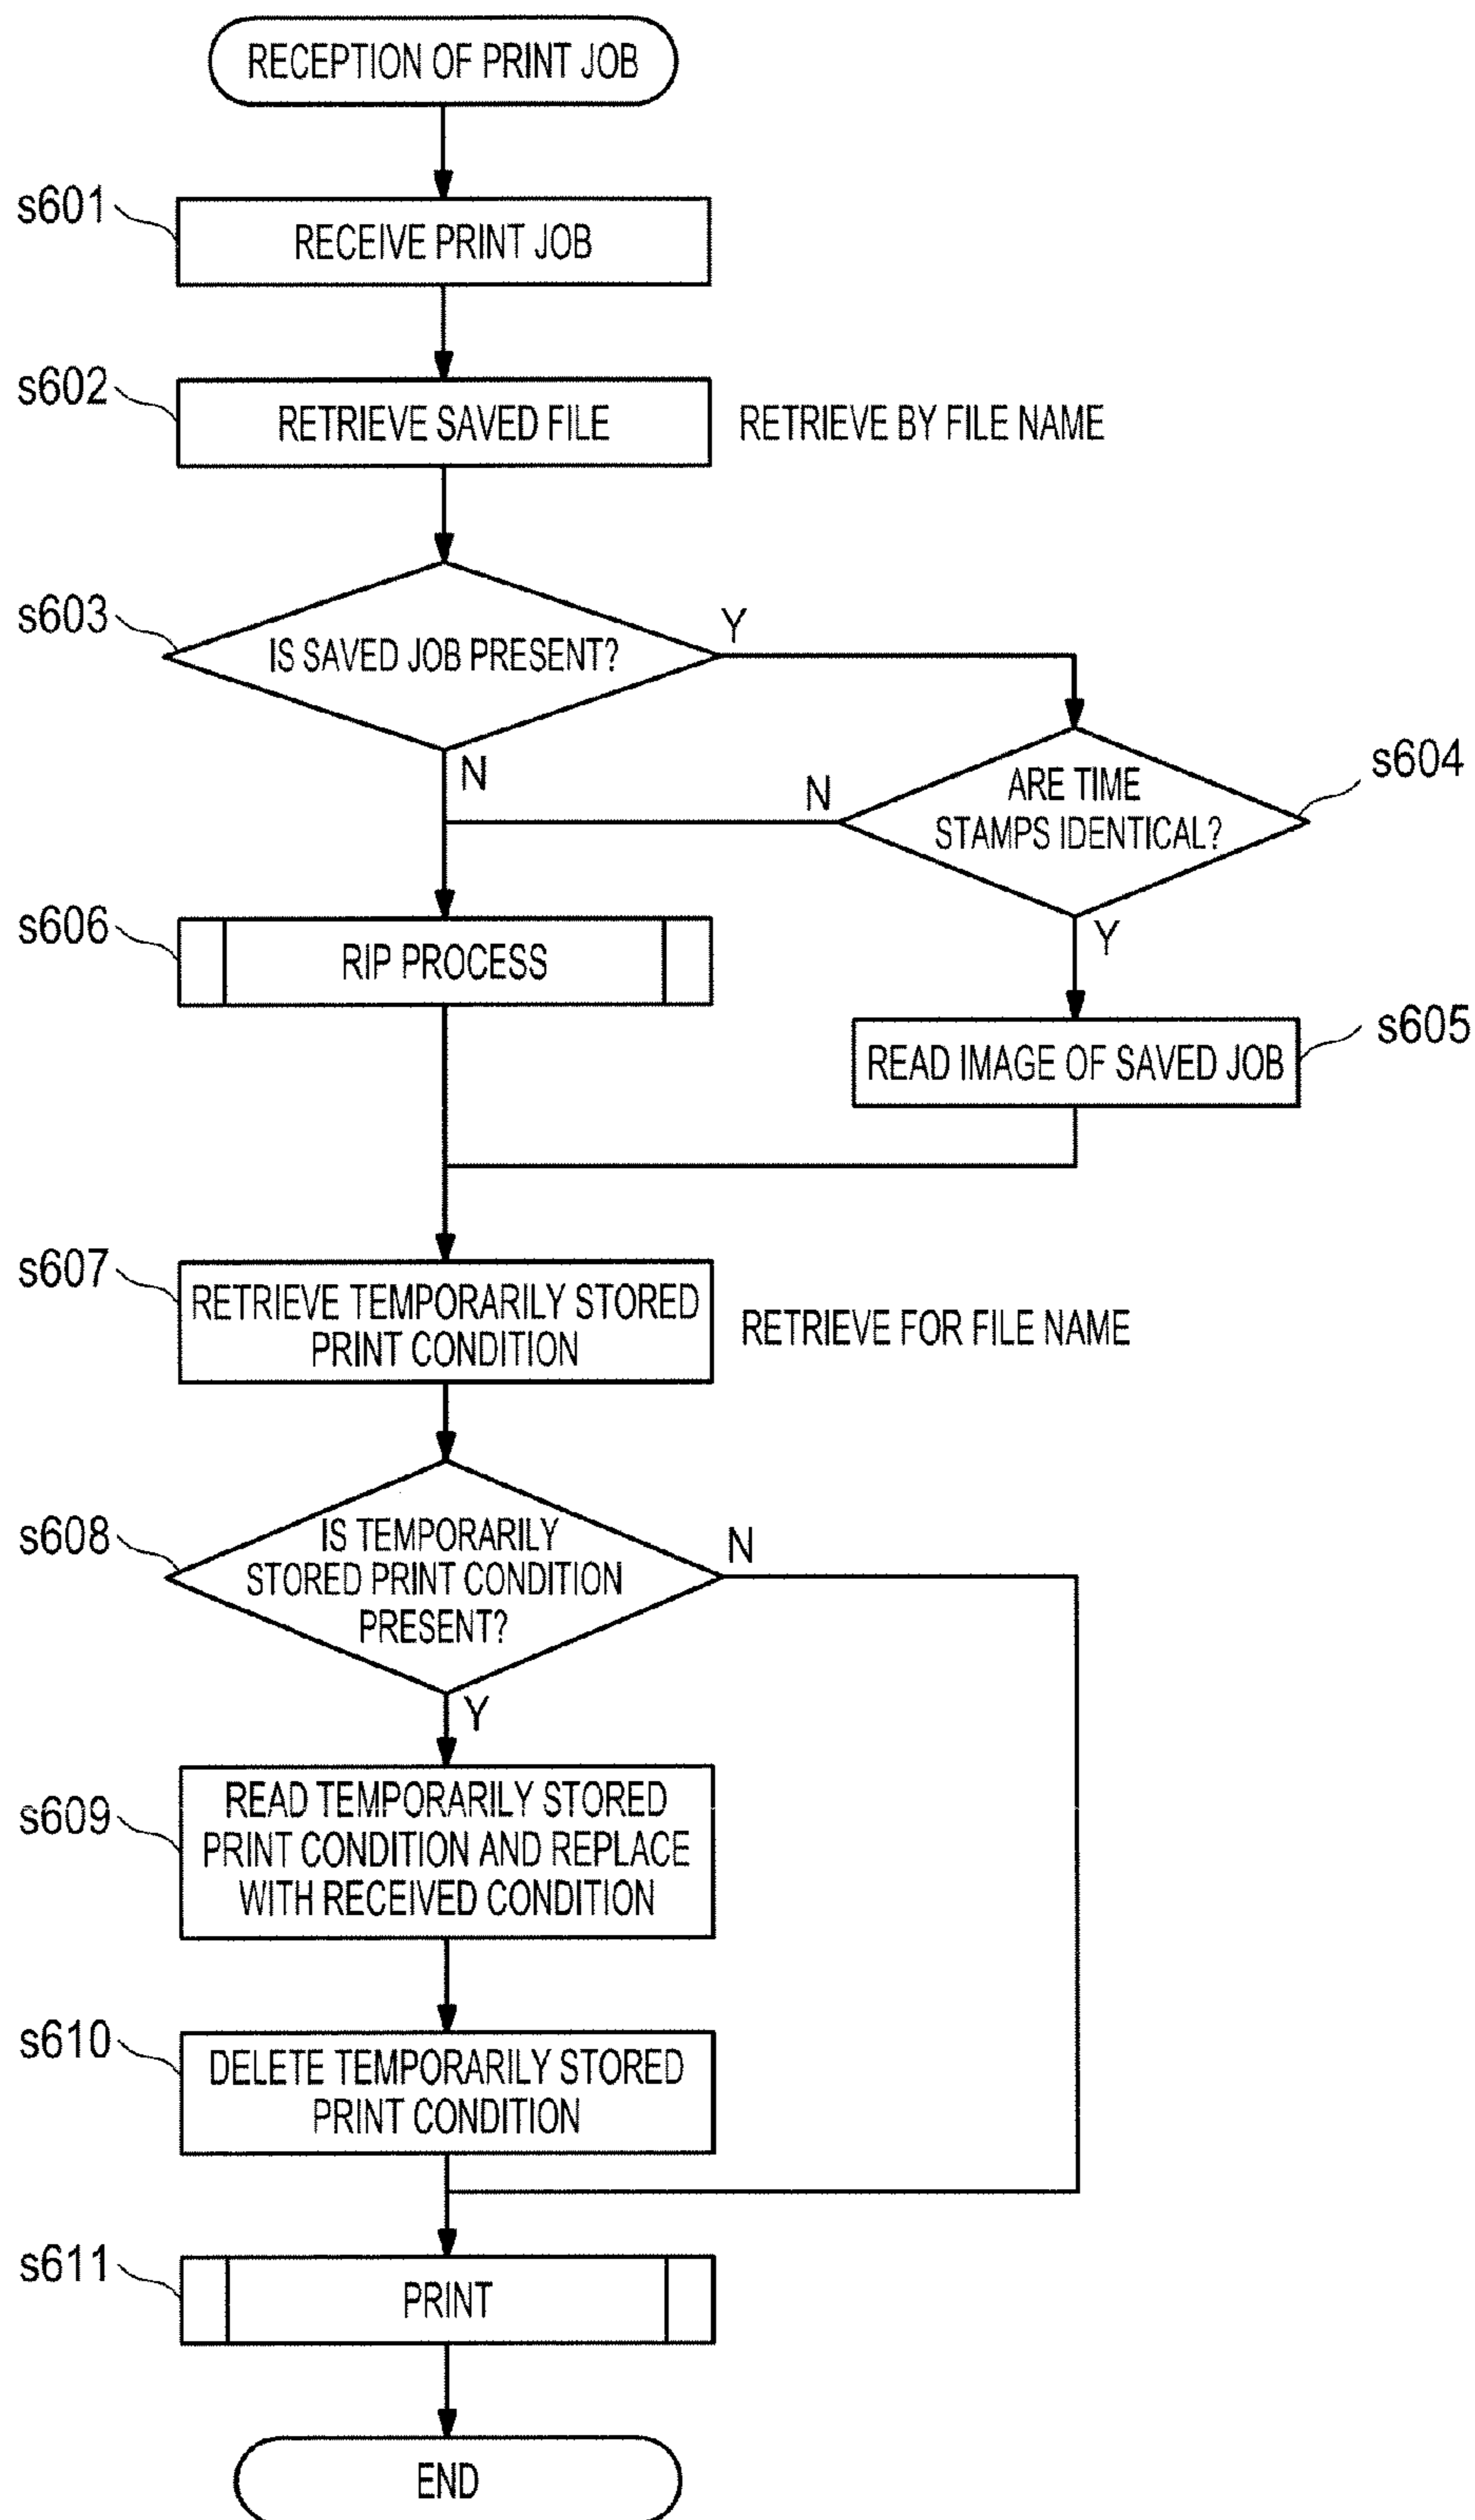 RECEPTION OF PRINT JOB
s601
RECEIVE PRINT JOB
s602
RETRIEVE SAVED FILE
RETRIEVE BY FILE NAME
s603
IS SAVED JOB PRESENT?
Y
N
s604
ARE TIME
STAMPS IDENTICAL?
N
Y
s606
RIP PROCESS
s605
READ IMAGE OF SAVED JOB
s607
RETRIEVE TEMPORARILY STORED
PRINT CONDITION
RETRIEVE FOR FILE NAME
s608
IS TEMPORARILY
STORED PRINT CONDITION
PRESENT?
N
Y
s609
READ TEMPORARILY STORED
PRINT CONDITION AND REPLACE
WITH RECEIVED CONDITION
s610
DELETE TEMPORARILY STORED
PRINT CONDITION
s611
PRINT
END